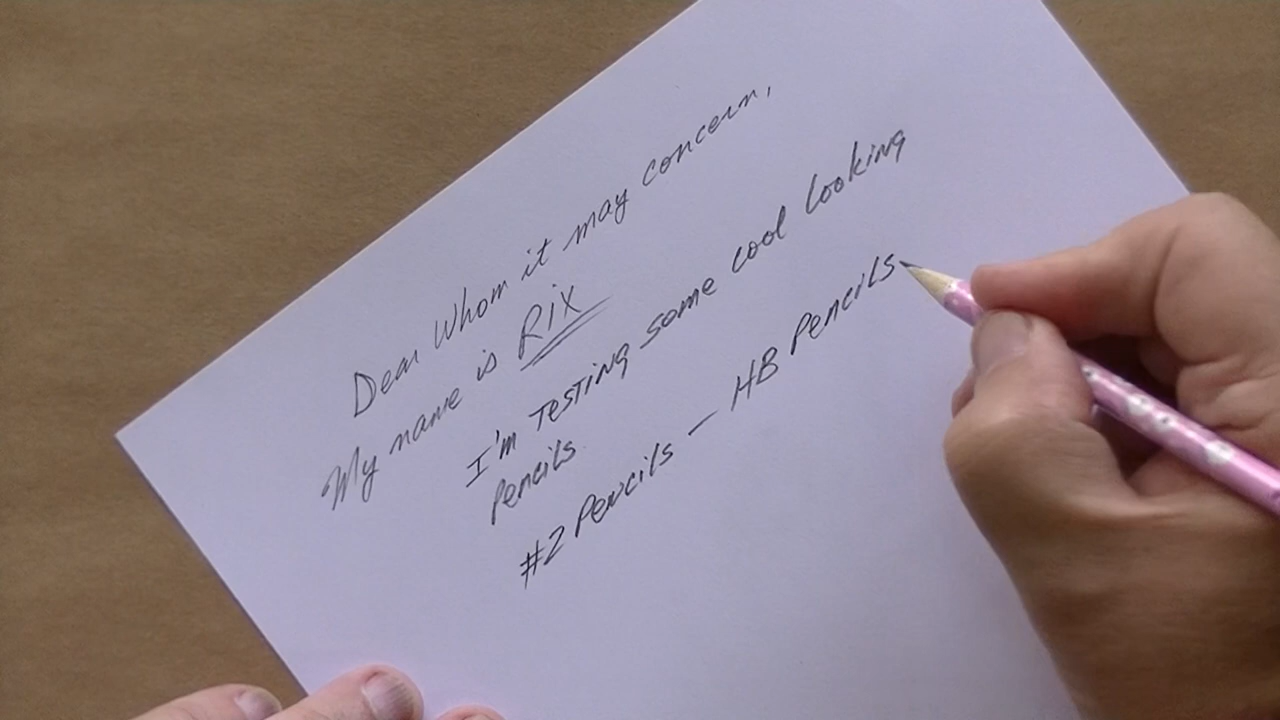 Dear Whom it may concern,
My name is Rix
I'm Testing some cool looking
Pencils
#2 Pencils — HB Pencils